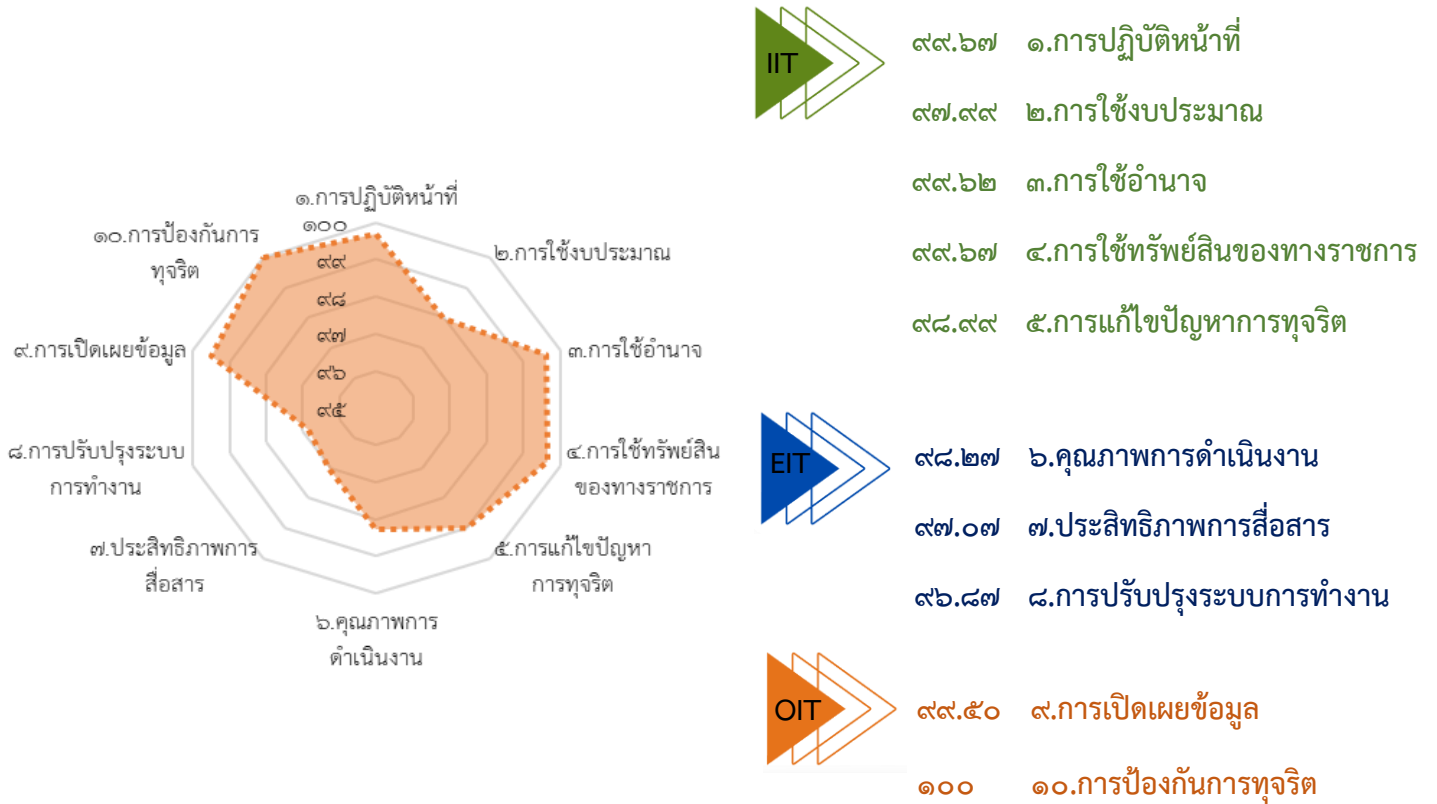 ๑.การปฏิบัติหน้าที่
๒.การใช้งบประมาณ
๓.การใช้อำนาจ
๔.การใช้ทรัพย์สิน
ของทางราชการ
๕.การแก้ไขปัญหา
การทุจริต
๖.คุณภาพการ
ดำเนินงาน
๗.ประสิทธิภาพการ
สื่อสาร
๘.การปรับปรุงระบบ
การทำงาน
๙.การเปิดเผยข้อมูล
๑๐.การป้องกันการ
ทุจริต
๑๐๐
๙๙
๙๘
๙๗
๙๖
๙๕
IIT
๙๙.๖๗ ๑.การปฏิบัติหน้าที่
๙๗.๙๙ ๒.การใช้งบประมาณ
๙๙.๖๒ ๓.การใช้อำนาจ
๙๙.๖๗ ๔.การใช้ทรัพย์สินของทางราชการ
๙๘.๙๙ ๕.การแก้ไขปัญหาการทุจริต
EIT
๙๘.๒๗ ๖.คุณภาพการดำเนินงาน
๙๗.๐๗ ๗.ประสิทธิภาพการสื่อสาร
๙๖.๘๗ ๘.การปรับปรุงระบบการทำงาน
OIT
๙๙.๕๐ ๙.การเปิดเผยข้อมูล
๑๐๐ ๑๐.การป้องกันการทุจริต